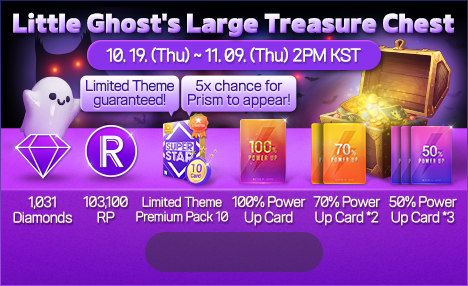 Little Ghost's Large Treasure Chest
10. 19. (Thu) ~ 11. 09. (Thu) 2PM KST
Limited Theme
guaranteed!
5x chance for
Prism to appear!
R
SUPER
STAR
10
Card
100%
POWER UP
70%
POWER UP
50%
POWER UP
1,031
Diamonds
103,100
RP
Limited Theme
Premium Pack 10
100% Power
Up Card
70% Power
Up Card *2
50% Power
Up Card *3